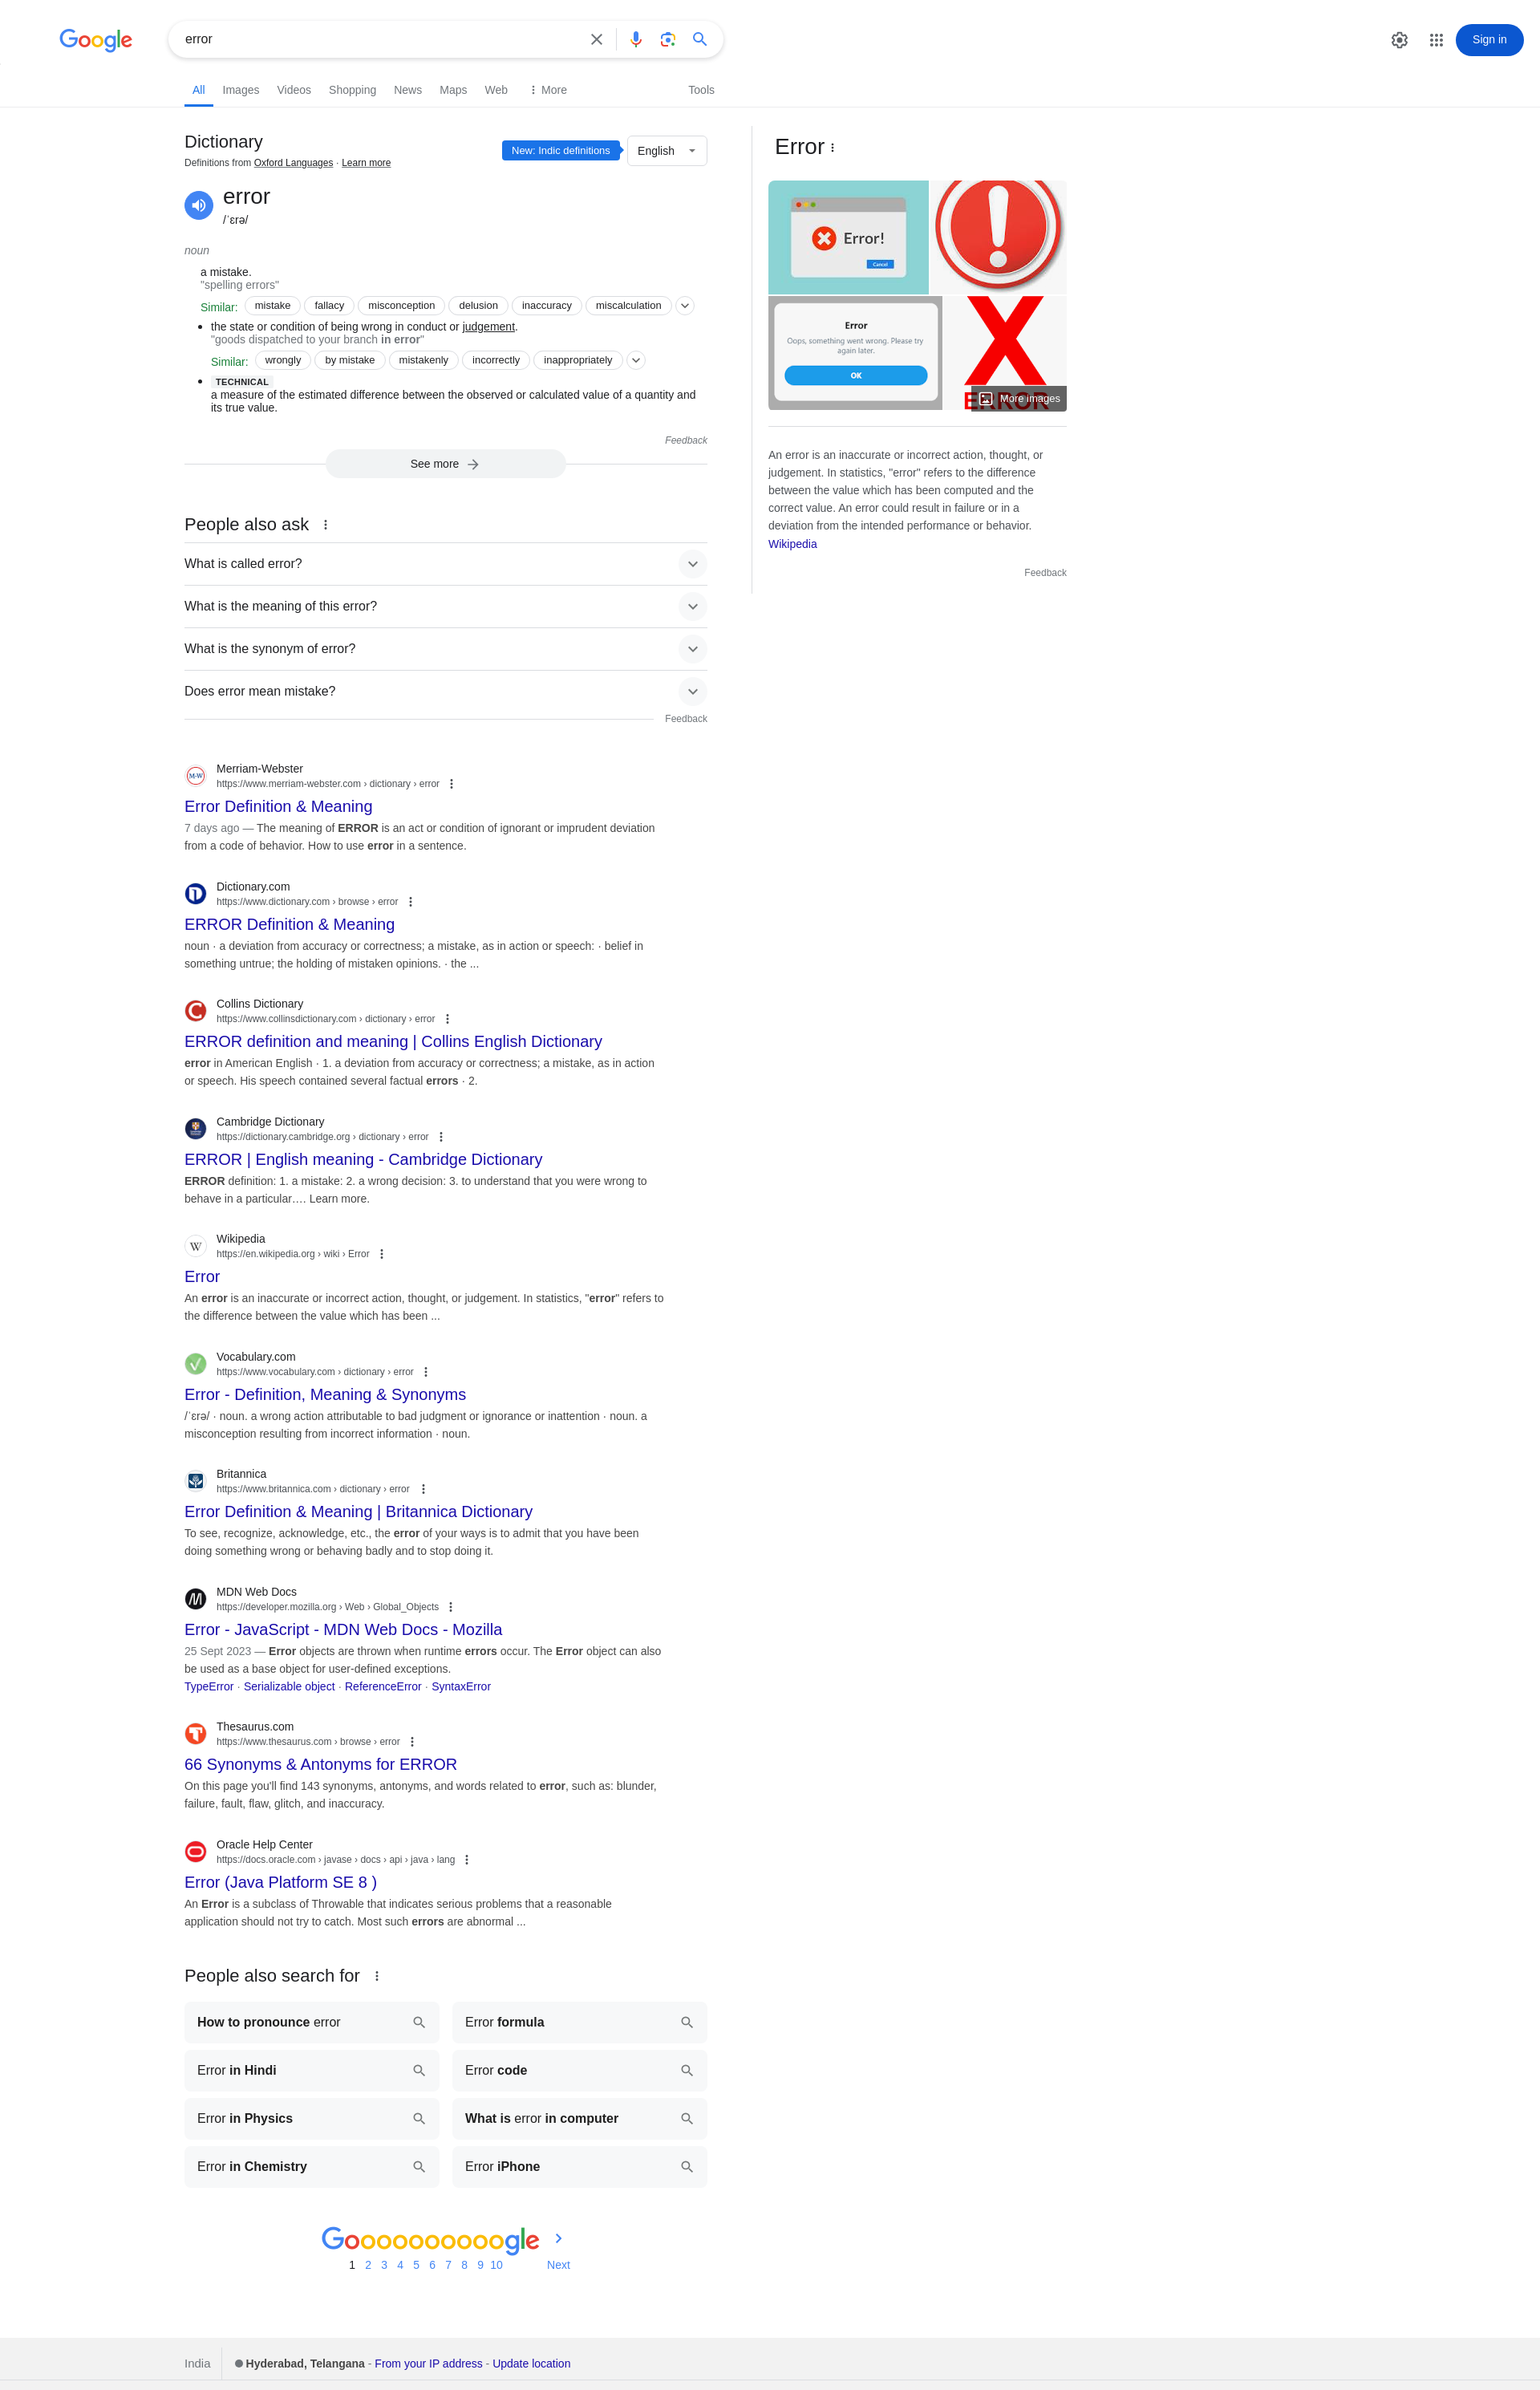 Google
error
Sign in
All Images Videos Shopping News Maps Web More Tools
Dictionary
Definitions from Oxford Languages · Learn more
New: Indic definitions
English
error
/ˈɛrə/
noun
a mistake.
"spelling errors"
Similar: mistake fallacy misconception delusion inaccuracy miscalculation
the state or condition of being wrong in conduct or judgement.
"goods dispatched to your branch in error"
Similar: wrongly by mistake mistakenly incorrectly inappropriately
TECHNICAL
a measure of the estimated difference between the observed or calculated value of a quantity and
its true value.
Feedback
See more
People also ask
What is called error?
What is the meaning of this error?
What is the synonym of error?
Does error mean mistake?
Feedback
M-W
Merriam-Webster
https://www.merriam-webster.com › dictionary › error
Error Definition & Meaning
7 days ago — The meaning of ERROR is an act or condition of ignorant or imprudent deviation
from a code of behavior. How to use error in a sentence.
Dictionary.com
https://www.dictionary.com › browse › error
ERROR Definition & Meaning
noun · a deviation from accuracy or correctness; a mistake, as in action or speech: · belief in
something untrue; the holding of mistaken opinions. · the ...
Collins Dictionary
https://www.collinsdictionary.com › dictionary › error
ERROR definition and meaning | Collins English Dictionary
error in American English · 1. a deviation from accuracy or correctness; a mistake, as in action
or speech. His speech contained several factual errors · 2.
Cambridge Dictionary
https://dictionary.cambridge.org › dictionary › error
ERROR | English meaning - Cambridge Dictionary
ERROR definition: 1. a mistake: 2. a wrong decision: 3. to understand that you were wrong to
behave in a particular…. Learn more.
W
Wikipedia
https://en.wikipedia.org › wiki › Error
Error
An error is an inaccurate or incorrect action, thought, or judgement. In statistics, "error" refers to
the difference between the value which has been ...
Vocabulary.com
https://www.vocabulary.com › dictionary › error
Error - Definition, Meaning & Synonyms
/ˈɛrə/ · noun. a wrong action attributable to bad judgment or ignorance or inattention · noun. a
misconception resulting from incorrect information · noun.
Britannica
https://www.britannica.com › dictionary › error
Error Definition & Meaning | Britannica Dictionary
To see, recognize, acknowledge, etc., the error of your ways is to admit that you have been
doing something wrong or behaving badly and to stop doing it.
MDN Web Docs
https://developer.mozilla.org › Web › Global_Objects
Error - JavaScript - MDN Web Docs - Mozilla
25 Sept 2023 — Error objects are thrown when runtime errors occur. The Error object can also
be used as a base object for user-defined exceptions.
TypeError · Serializable object · ReferenceError · SyntaxError
Thesaurus.com
https://www.thesaurus.com › browse › error
66 Synonyms & Antonyms for ERROR
On this page you'll find 143 synonyms, antonyms, and words related to error, such as: blunder,
failure, fault, flaw, glitch, and inaccuracy.
Oracle Help Center
https://docs.oracle.com › javase › docs › api › java › lang
Error (Java Platform SE 8 )
An Error is a subclass of Throwable that indicates serious problems that a reasonable
application should not try to catch. Most such errors are abnormal ...
People also search for
How to pronounce error
Error formula
Error in Hindi
Error code
Error in Physics
What is error in computer
Error in Chemistry
Error iPhone
Goooooooooogle
1 2 3 4 5 6 7 8 9 10 Next
Error
Error!
Cancel
Error
Oops, something went wrong. Please try
again later.
OK
X
ERROR
More images
An error is an inaccurate or incorrect action, thought, or
judgement. In statistics, "error" refers to the difference
between the value which has been computed and the
correct value. An error could result in failure or in a
deviation from the intended performance or behavior.
Wikipedia
Feedback
India
Hyderabad, Telangana - From your IP address - Update location